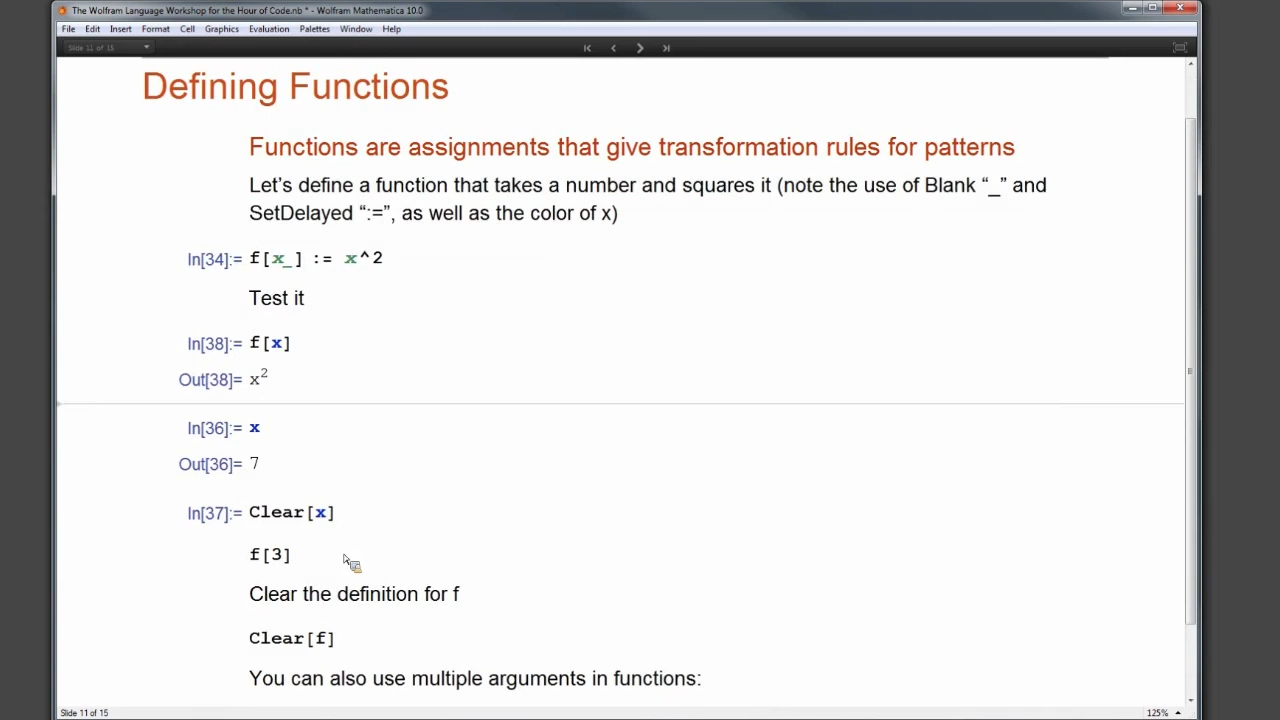 The Wolfram Language Workshop for the Hour of Code.nb * - Wolfram Mathematica 10.0
File Edit Insert Format Cell Graphics Evaluation Palettes Window Help
Slide 11 of 15
Defining Functions
Functions are assignments that give transformation rules for patterns
Let's define a function that takes a number and squares it (note the use of Blank “_” and
SetDelayed “:=”, as well as the color of x)
In[34]:= f[x_] := x^2
Test it
In[38]:= f[x]
Out[38]= x²
In[36]:= x
Out[36]= 7
In[37]:= Clear[x]
f[3]
Clear the definition for f
Clear[f]
You can also use multiple arguments in functions:
Slide 11 of 15
125%